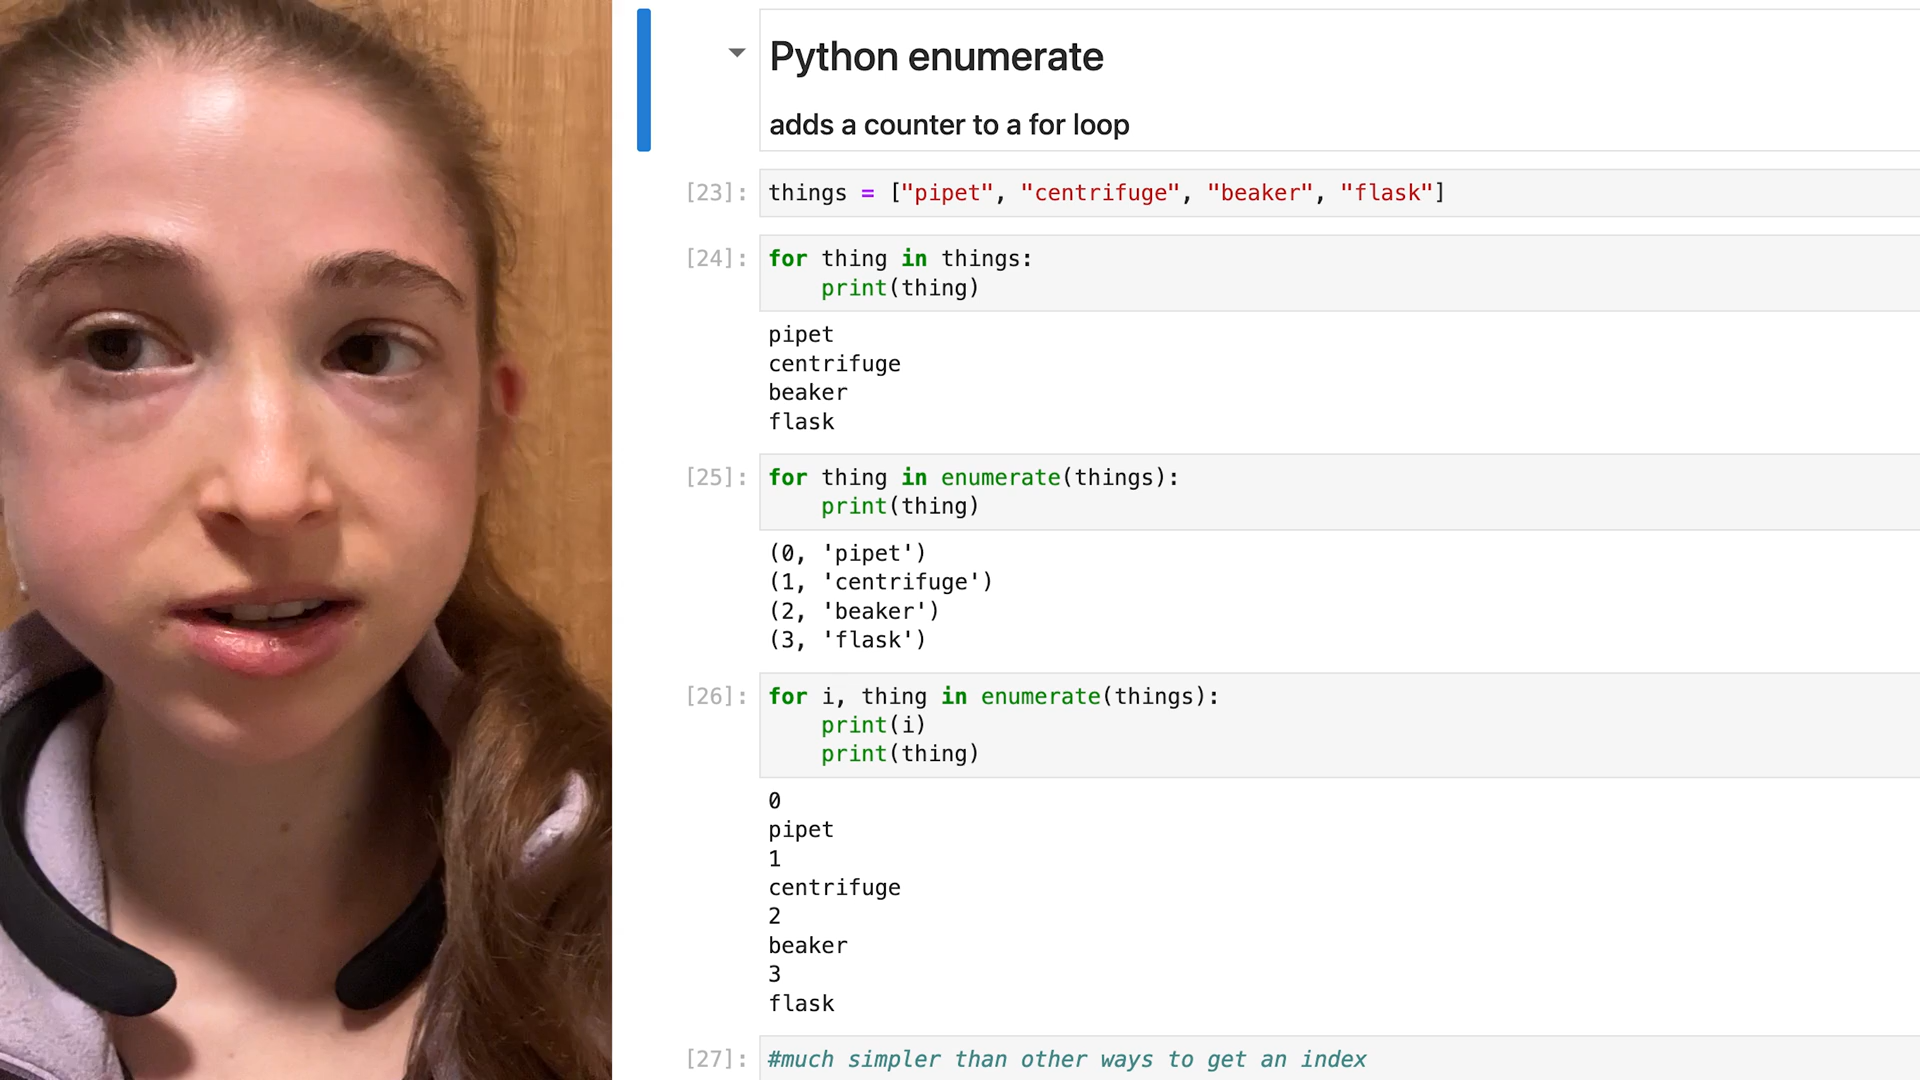 Python enumerate
adds a counter to a for loop
[23]: things = ["pipet", "centrifuge", "beaker", "flask"]
[24]: for thing in things:
    print(thing)
pipet
centrifuge
beaker
flask
[25]: for thing in enumerate(things):
    print(thing)
(0, 'pipet')
(1, 'centrifuge')
(2, 'beaker')
(3, 'flask')
[26]: for i, thing in enumerate(things):
    print(i)
    print(thing)
0
pipet
1
centrifuge
2
beaker
3
flask
[27]: #much simpler than other ways to get an index